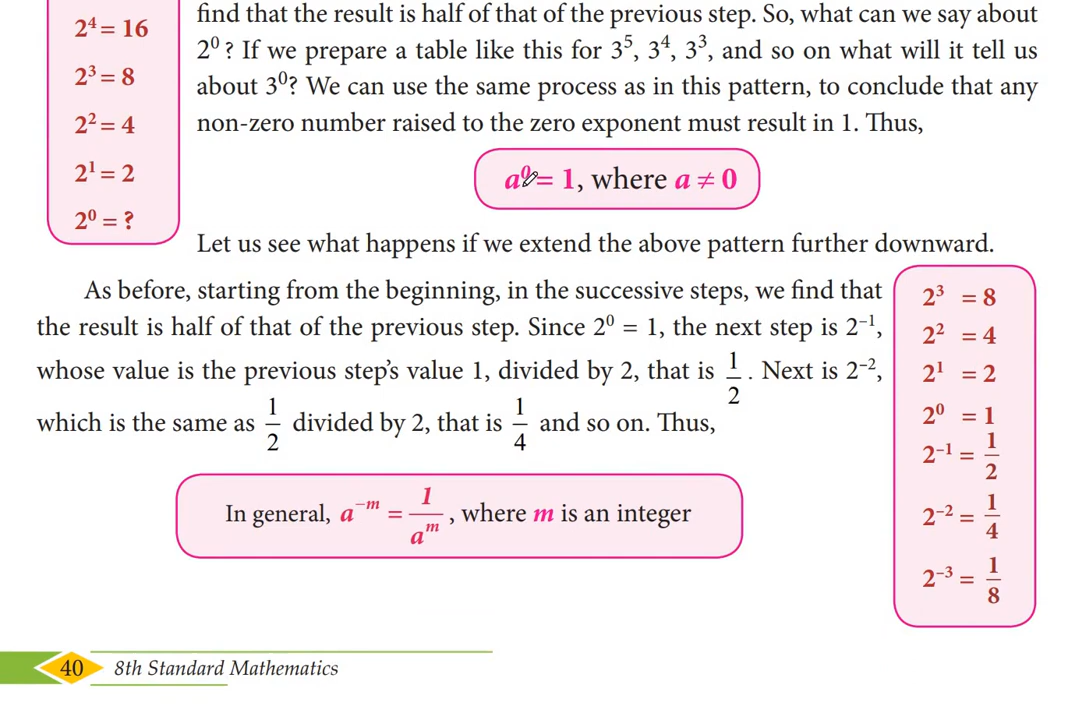 2⁴ = 16
2³ = 8
2² = 4
2¹ = 2
2⁰ = ?
find that the result is half of that of the previous step. So, what can we say about
2⁰ ? If we prepare a table like this for 3⁵, 3⁴, 3³, and so on what will it tell us
about 3⁰? We can use the same process as in this pattern, to conclude that any
non-zero number raised to the zero exponent must result in 1. Thus,
a⁰ = 1, where a ≠ 0
Let us see what happens if we extend the above pattern further downward.
As before, starting from the beginning, in the successive steps, we find that
the result is half of that of the previous step. Since 2⁰ = 1, the next step is 2⁻¹,
whose value is the previous step's value 1, divided by 2, that is 1/2 . Next is 2⁻²,
which is the same as 1/2 divided by 2, that is 1/4 and so on. Thus,
In general, a⁻ᵐ = 1/aᵐ , where m is an integer
2³ = 8
2² = 4
2¹ = 2
2⁰ = 1
2⁻¹ = 1/2
2⁻² = 1/4
2⁻³ = 1/8
40 8th Standard Mathematics